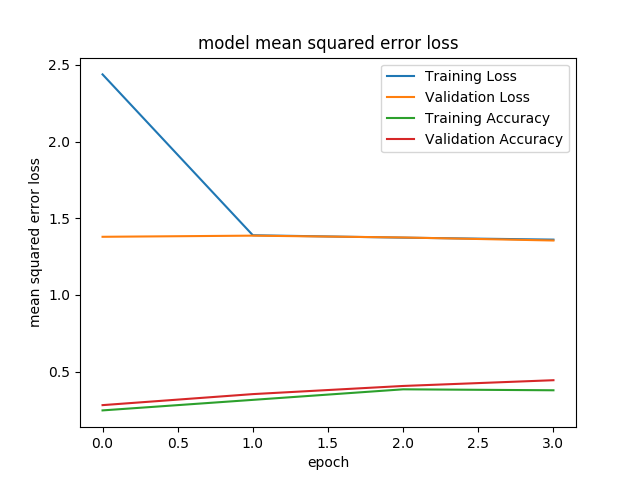 model mean squared error loss
2.5
2.0
1.5
1.0
0.5
mean squared error loss
Training Loss
Validation Loss
Training Accuracy
Validation Accuracy
0.0 0.5 1.0 1.5 2.0 2.5 3.0
epoch